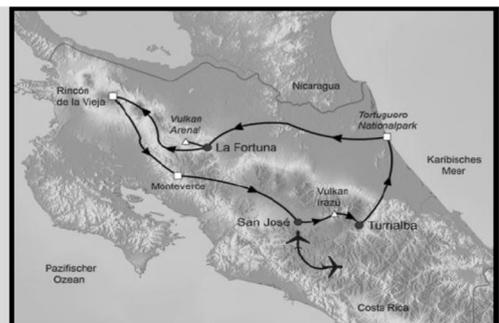 Nicaragua
Rincón
de la Vieja
Vulkan
Arenal
Tortuguero
Nationalpark
La Fortuna
Karibisches
Meer
Monteverde
Vulkan
Irazú
San José
Turrialba
Pazifischer
Ozean
Costa Rica